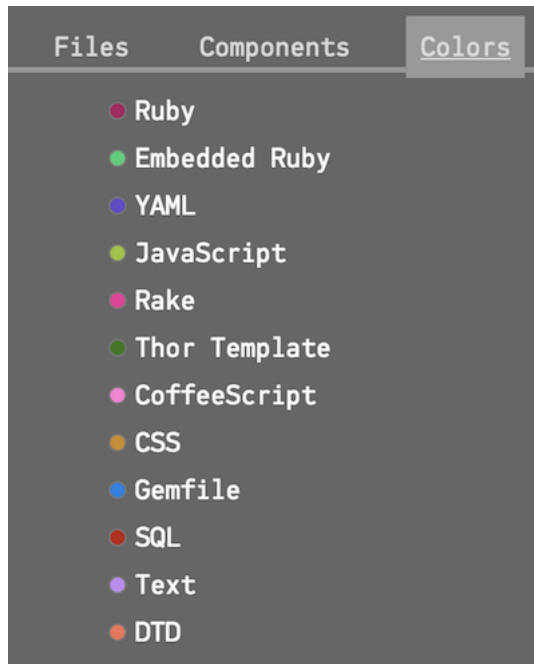 Files Components Colors
Ruby
Embedded Ruby
YAML
JavaScript
Rake
Thor Template
CoffeeScript
CSS
Gemfile
SQL
Text
DTD